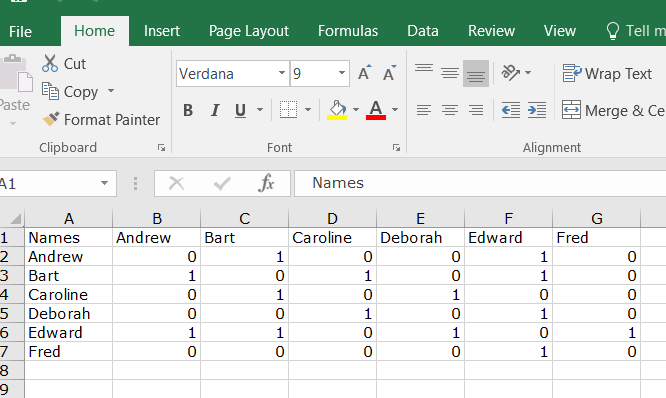 File Home Insert Page Layout Formulas Data Review View Tell m
Cut
Copy
Paste
Format Painter
Clipboard
Verdana 9 A A
B I U A
Font
Wrap Text
Merge & Ce
Alignment
A1 fx Names
A B C D E F G
1 Names Andrew Bart Caroline Deborah Edward Fred
2 Andrew 0 1 0 0 1 0
3 Bart 1 0 1 0 1 0
4 Caroline 0 1 0 1 0 0
5 Deborah 0 0 1 0 1 0
6 Edward 1 1 0 1 0 1
7 Fred 0 0 0 0 1 0
8
9